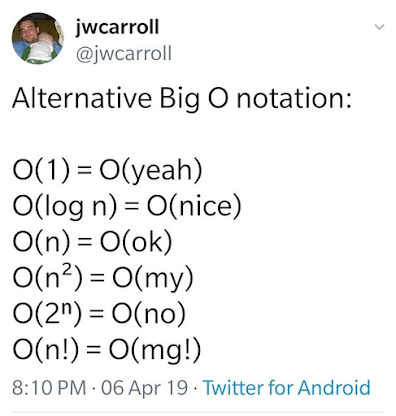 jwcarroll
@jwcarroll
Alternative Big O notation:
O(1) = O(yeah)
O(log n) = O(nice)
O(n) = O(ok)
O(n²) = O(my)
O(2ⁿ) = O(no)
O(n!) = O(mg!)
8:10 PM · 06 Apr 19 · Twitter for Android